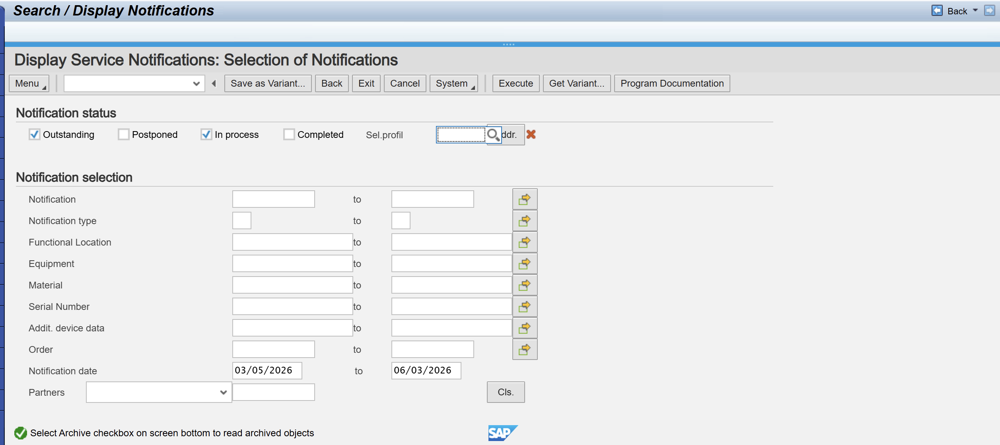 Search / Display Notifications
Back
Display Service Notifications: Selection of Notifications
Menu
Save as Variant...
Back
Exit
Cancel
System
Execute
Get Variant...
Program Documentation
Notification status
Outstanding
Postponed
In process
Completed
Sel.profil
ddr.
Notification selection
Notification
to
Notification type
to
Functional Location
to
Equipment
to
Material
to
Serial Number
to
Addit. device data
to
Order
to
Notification date
03/05/2026
to
06/03/2026
Partners
Cls.
Select Archive checkbox on screen bottom to read archived objects
SAP